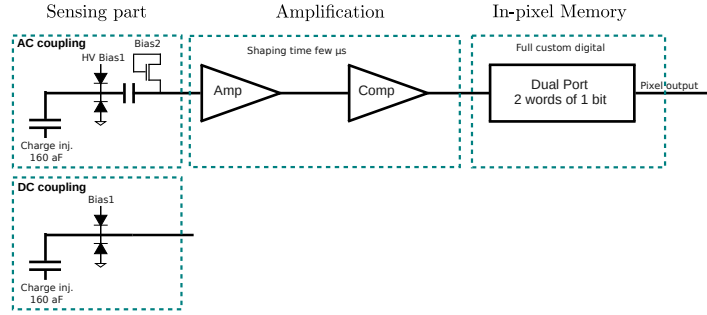 Sensing part
Amplification
In-pixel Memory
AC coupling
Bias2
HV Bias1
Shaping time few µs
Full custom digital
Amp
Comp
Dual Port
2 words of 1 bit
Pixel output
Charge inj.
160 aF
DC coupling
Bias1
Charge inj.
160 aF